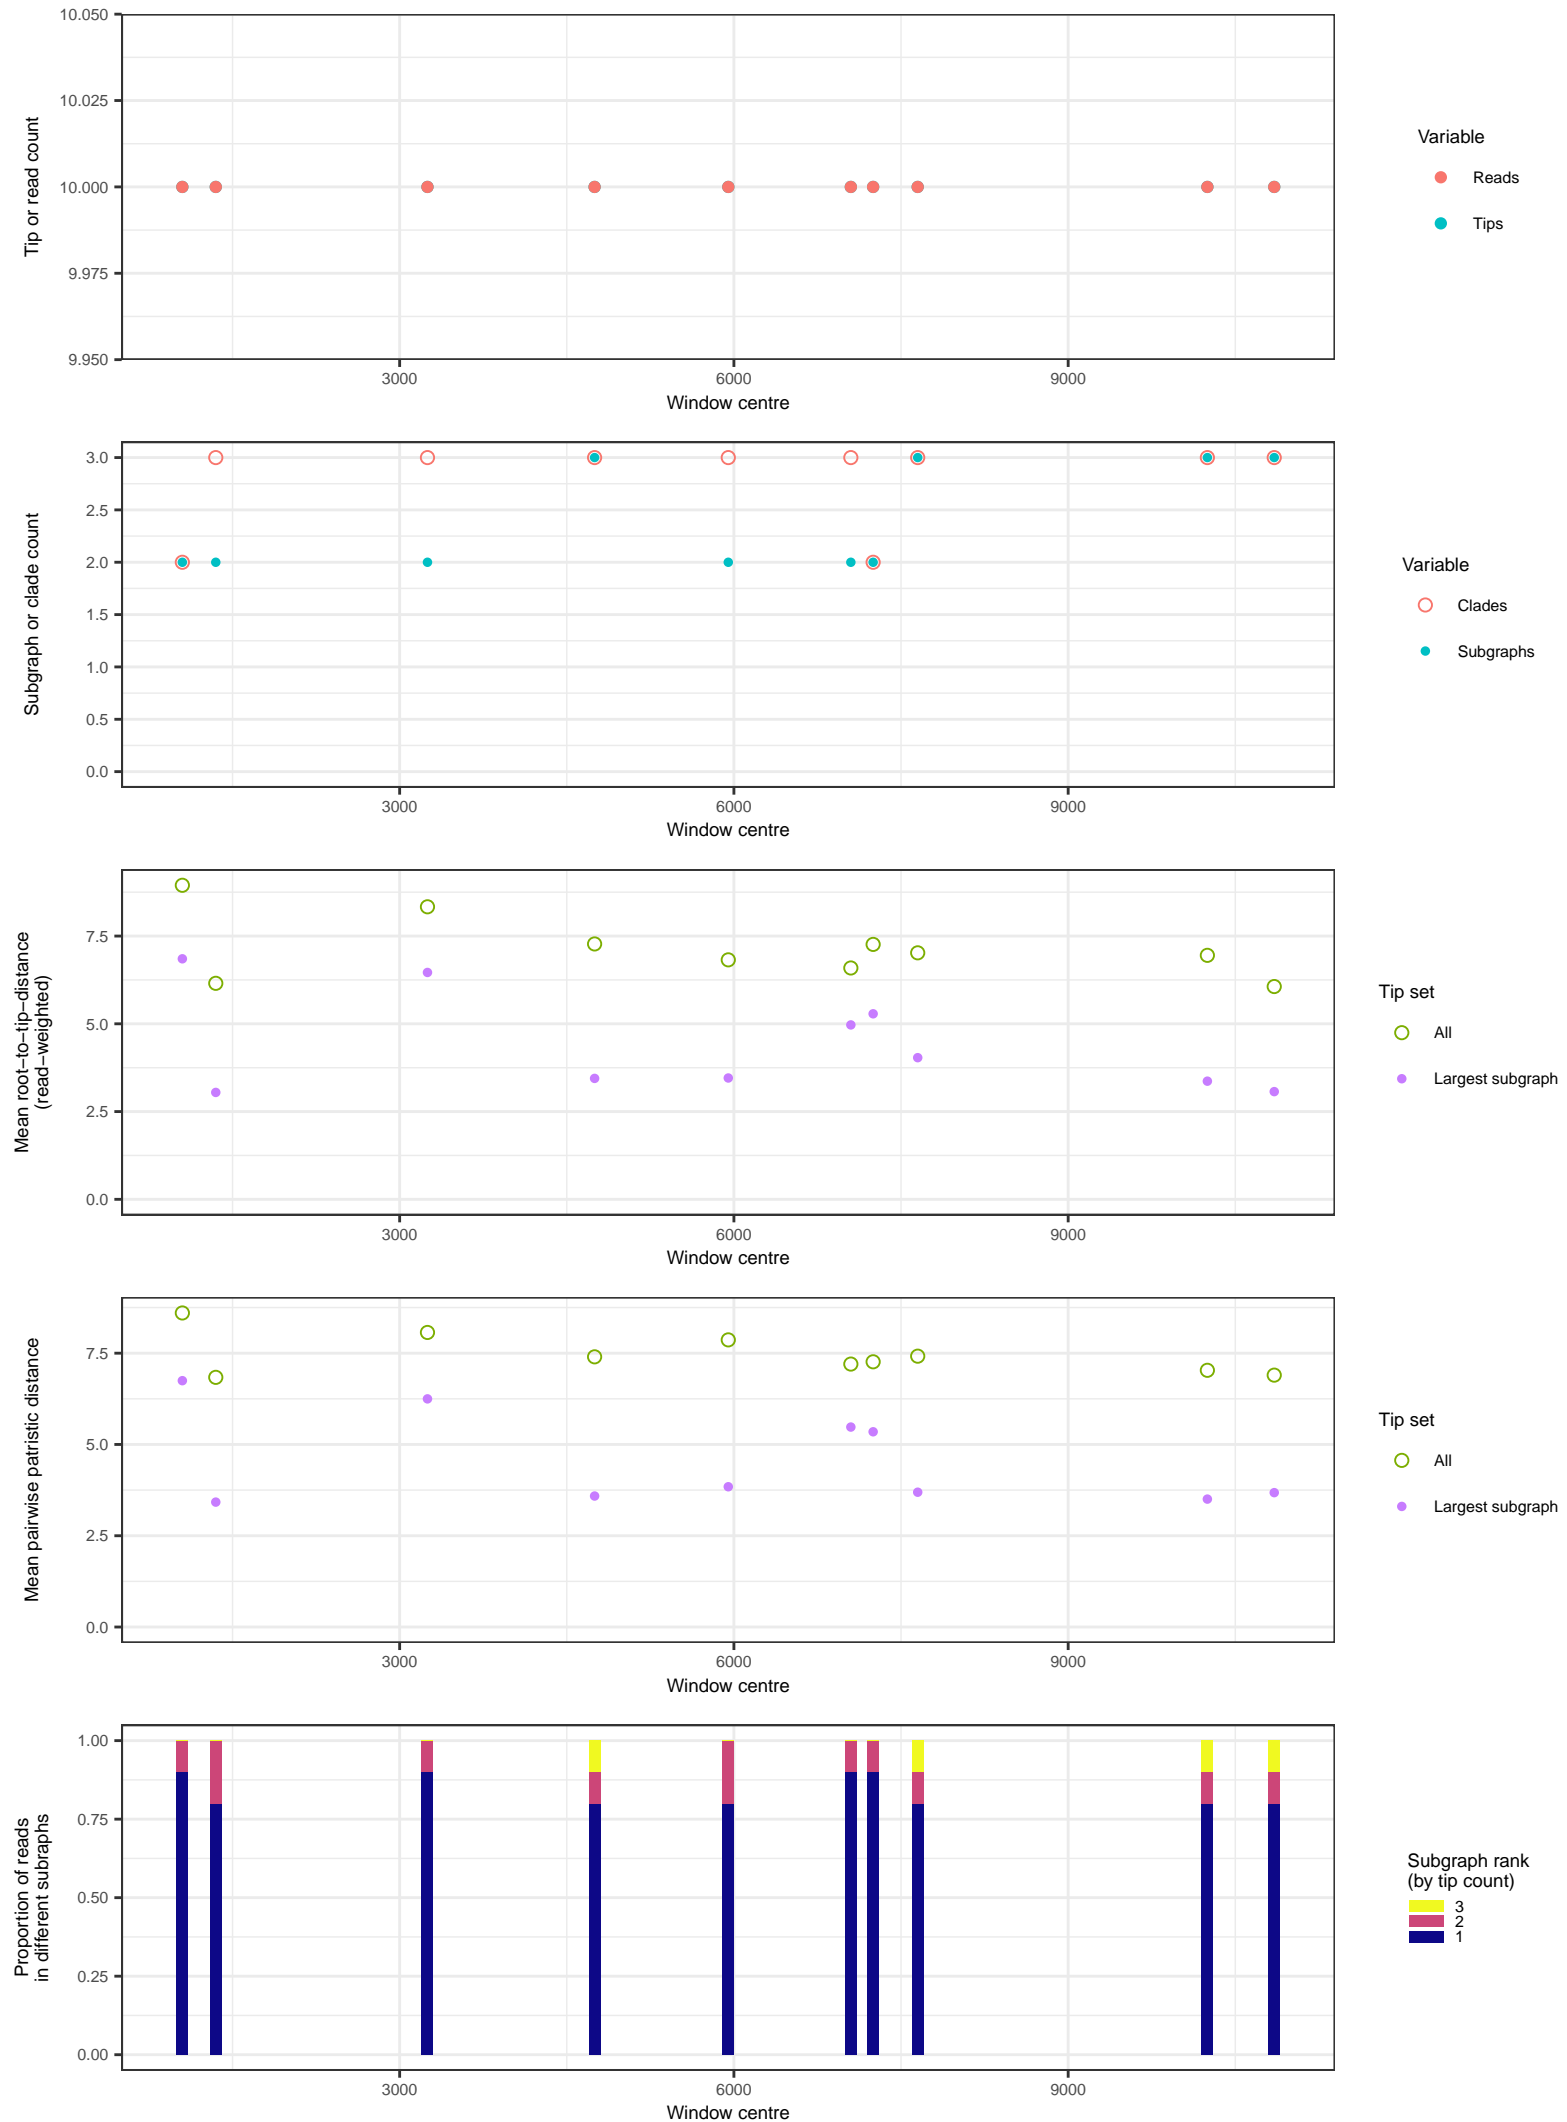 10.050
10.025
10.000
9.975
9.950
Tip or read count
3000
6000
9000
Window centre
Variable
Reads
Tips
3.0
2.5
2.0
1.5
1.0
0.5
0.0
Subgraph or clade count
3000
6000
9000
Window centre
Variable
Clades
Subgraphs
7.5
5.0
2.5
0.0
Mean root−to−tip−distance
(read−weighted)
3000
6000
9000
Window centre
Tip set
All
Largest subgraph
7.5
5.0
2.5
0.0
Mean pairwise patristic distance
3000
6000
9000
Window centre
Tip set
All
Largest subgraph
1.00
0.75
0.50
0.25
0.00
Proportion of reads
in different subraphs
3000
6000
9000
Window centre
Subgraph rank
(by tip count)
3
2
1